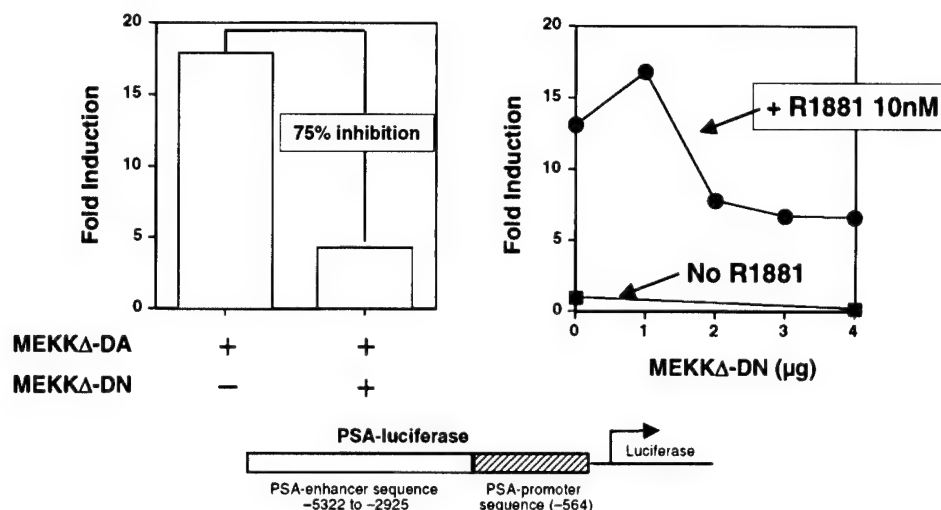 20
15
10
5
0
Fold Induction
75% inhibition
MEKKΔ-DA + +
MEKKΔ-DN – +
20
15
10
5
0
Fold Induction
+ R1881 10nM
No R1881
0 1 2 3 4
MEKKΔ-DN (µg)
PSA-luciferase
Luciferase
PSA-enhancer sequence
–5322 to –2925
PSA-promoter
sequence (–564)